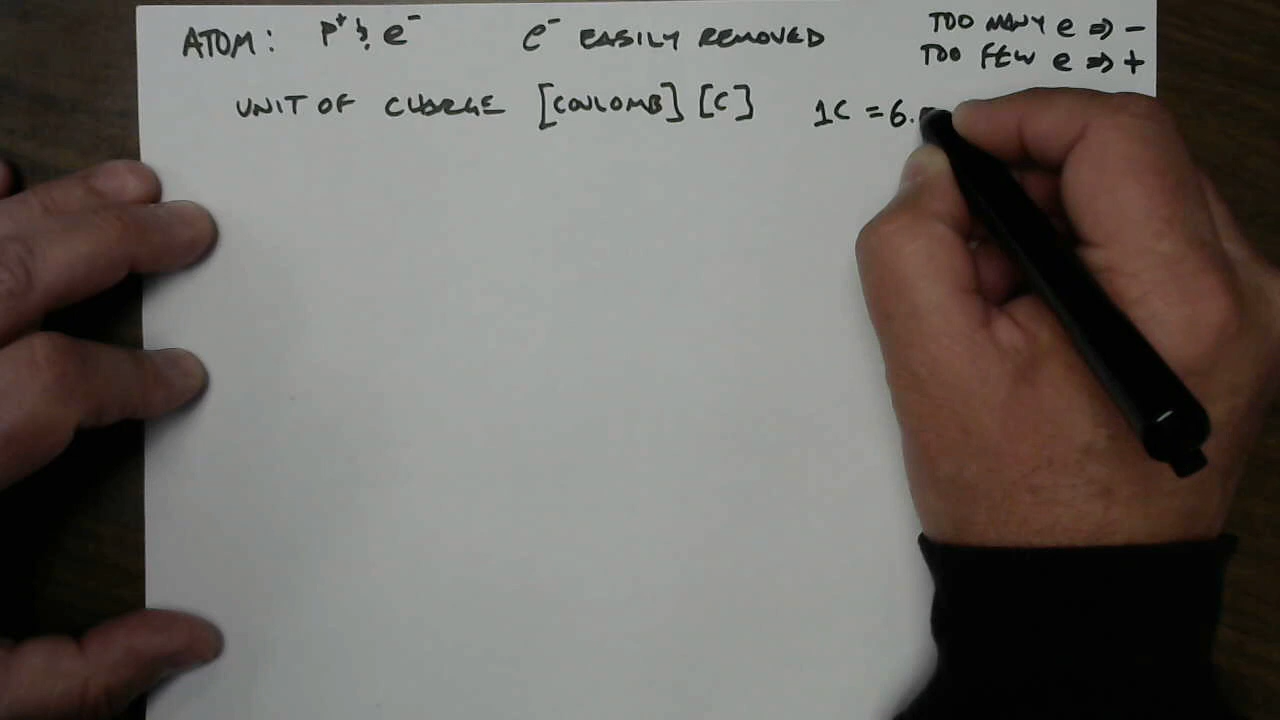 ATOM: p⁺ & e⁻ e⁻ EASILY REMOVED TOO MANY e ⇒ −
TOO FEW e ⇒ +
UNIT OF CHARGE [COULOMB] [C] 1C = 6.